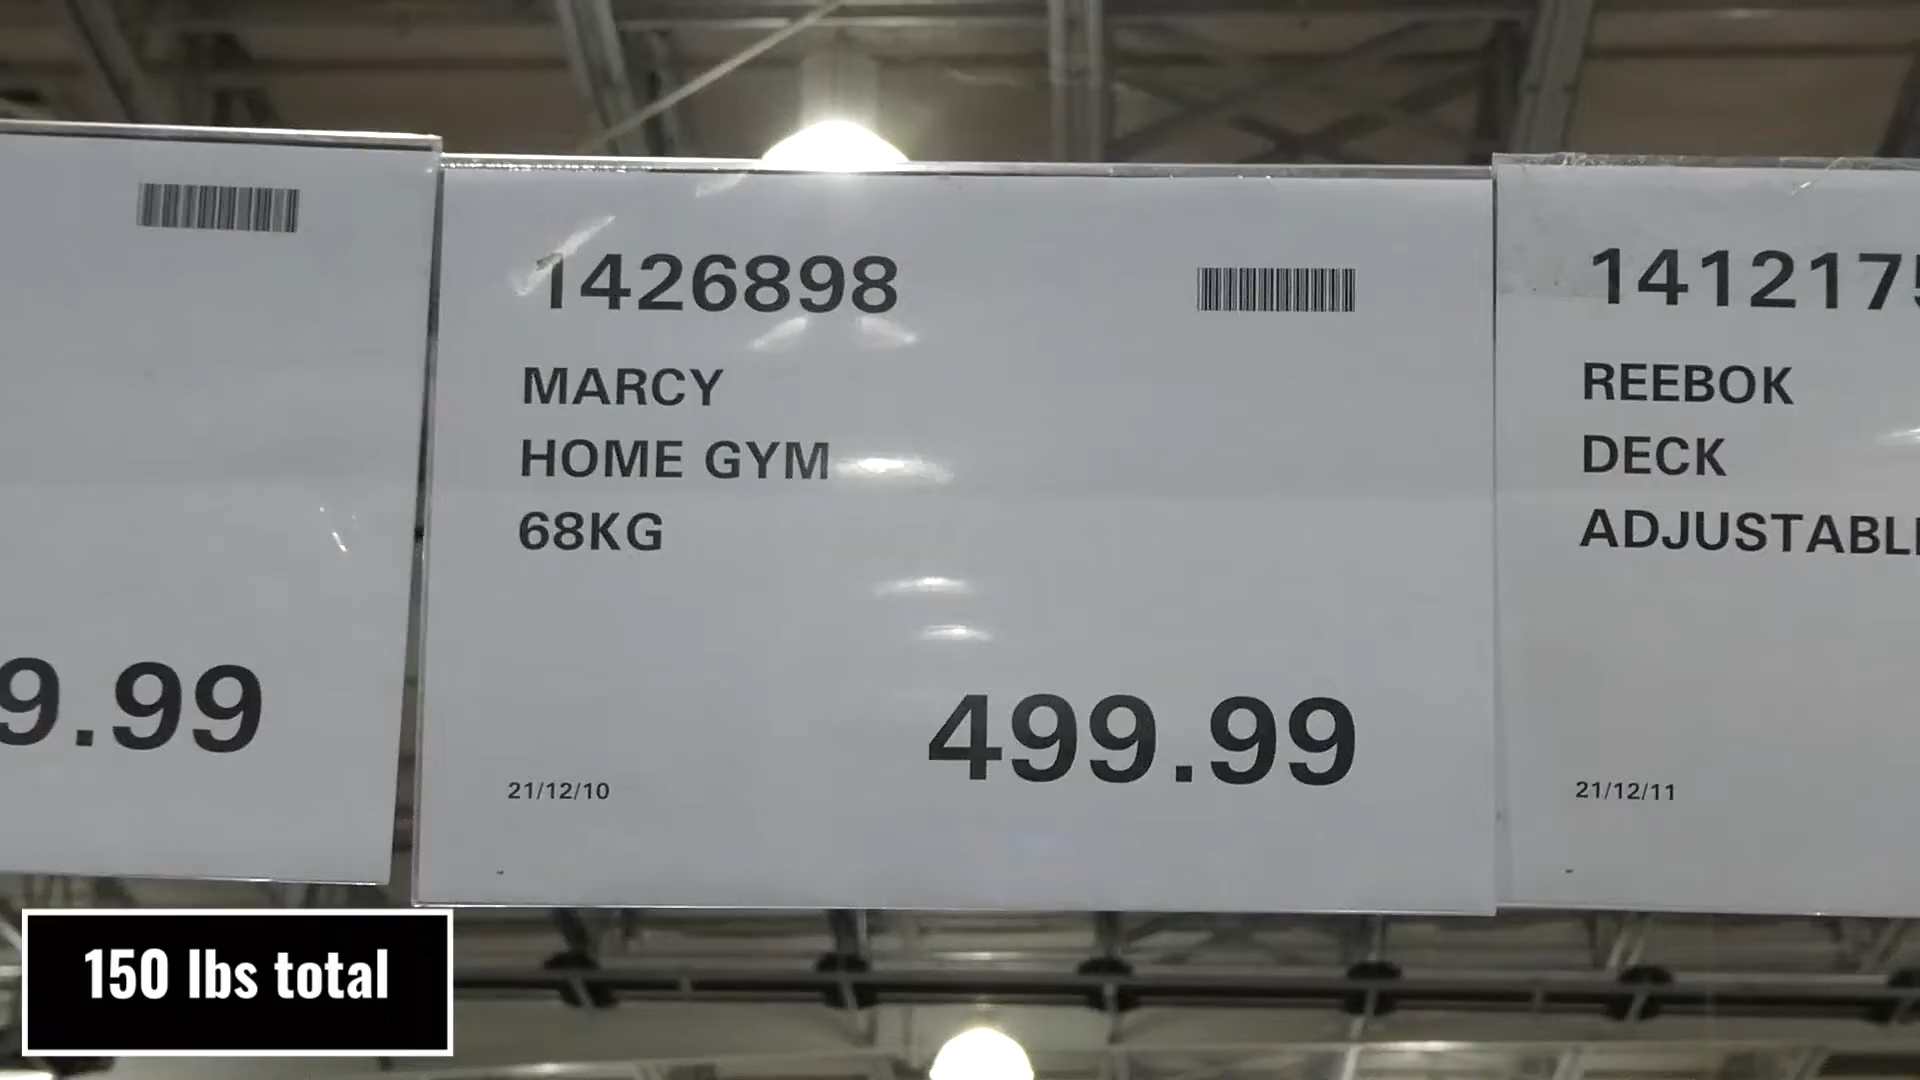 9.99
1426898
MARCY
HOME GYM
68KG
499.99
21/12/10
141217
REEBOK
DECK
ADJUSTABL
21/12/11
150 lbs total